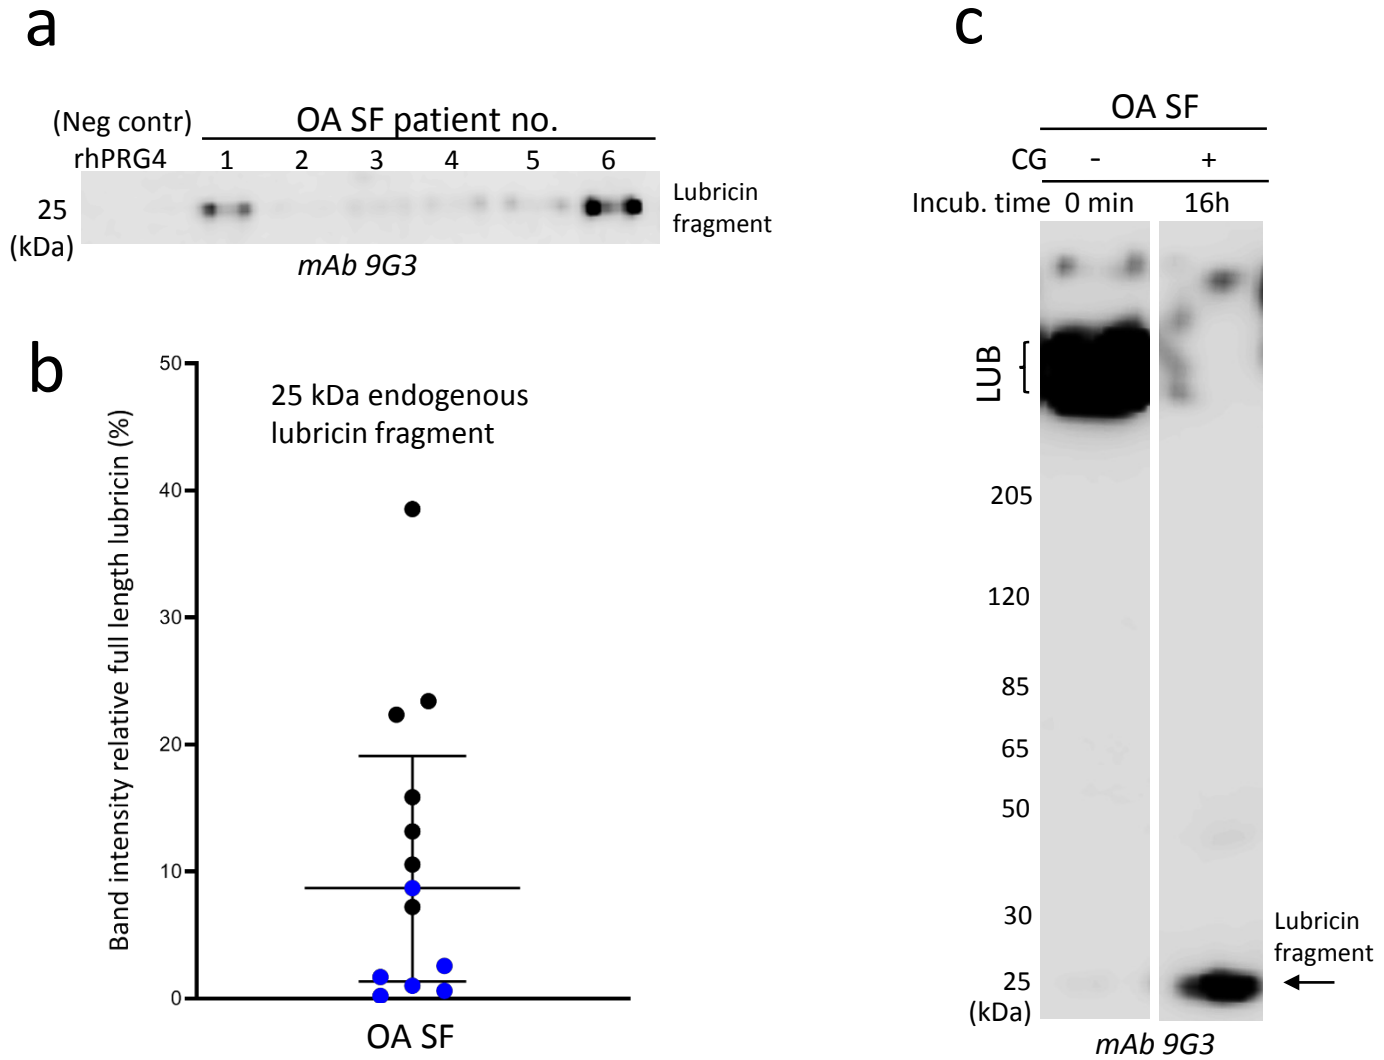 a
(Neg contr)
OA SF patient no.
rhPRG4 1 2 3 4 5 6
25
(kDa)
Lubricin
fragment
mAb 9G3
b
Band intensity relative full length lubricin (%)
50
40
30
20
10
0
25 kDa endogenous
lubricin fragment
OA SF
c
OA SF
CG - +
Incub. time 0 min 16h
LUB
205
120
85
65
50
30
25
(kDa)
Lubricin
fragment
mAb 9G3